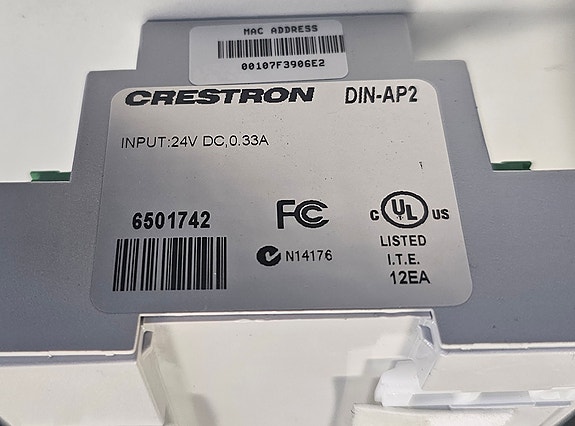 MAC ADDRESS
00107F3906E2
CRESTRON DIN-AP2
INPUT:24V DC,0.33A
6501742
FC
C UL US
LISTED
N14176
I.T.E.
12EA